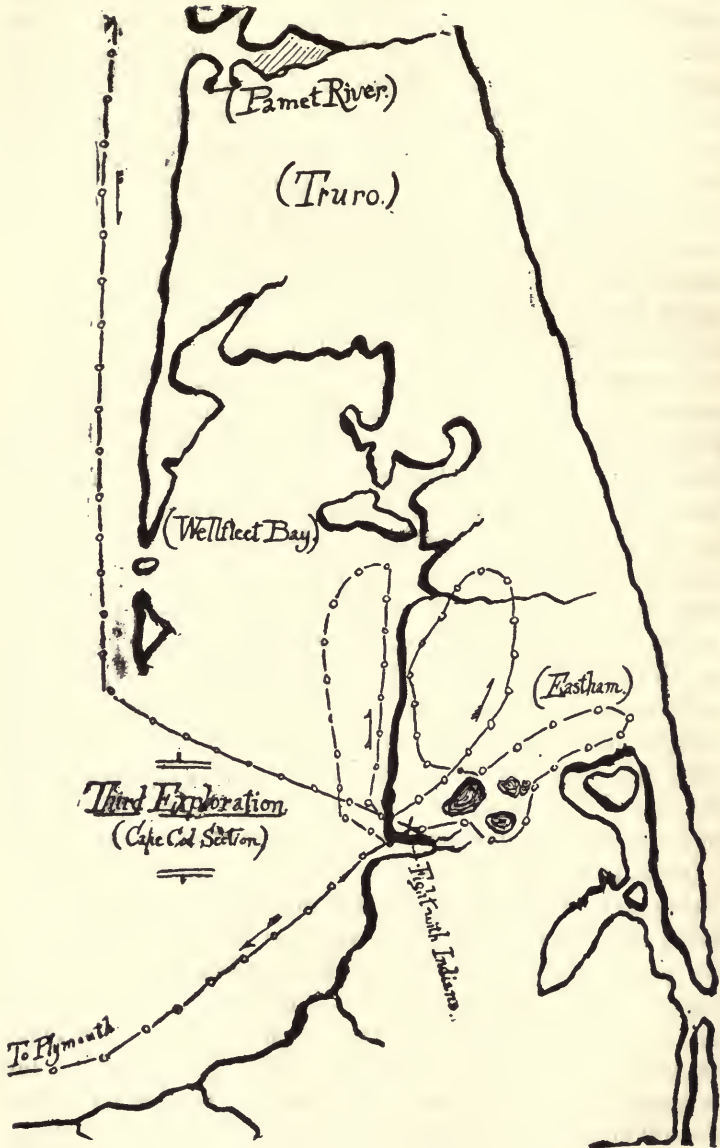 (Pamet River.)
(Truro.)
(Wellfleet Bay)
(Eastham.)
Third Exploration
(Cape Cod Section)
Fight with Indians.
To Plymouth.